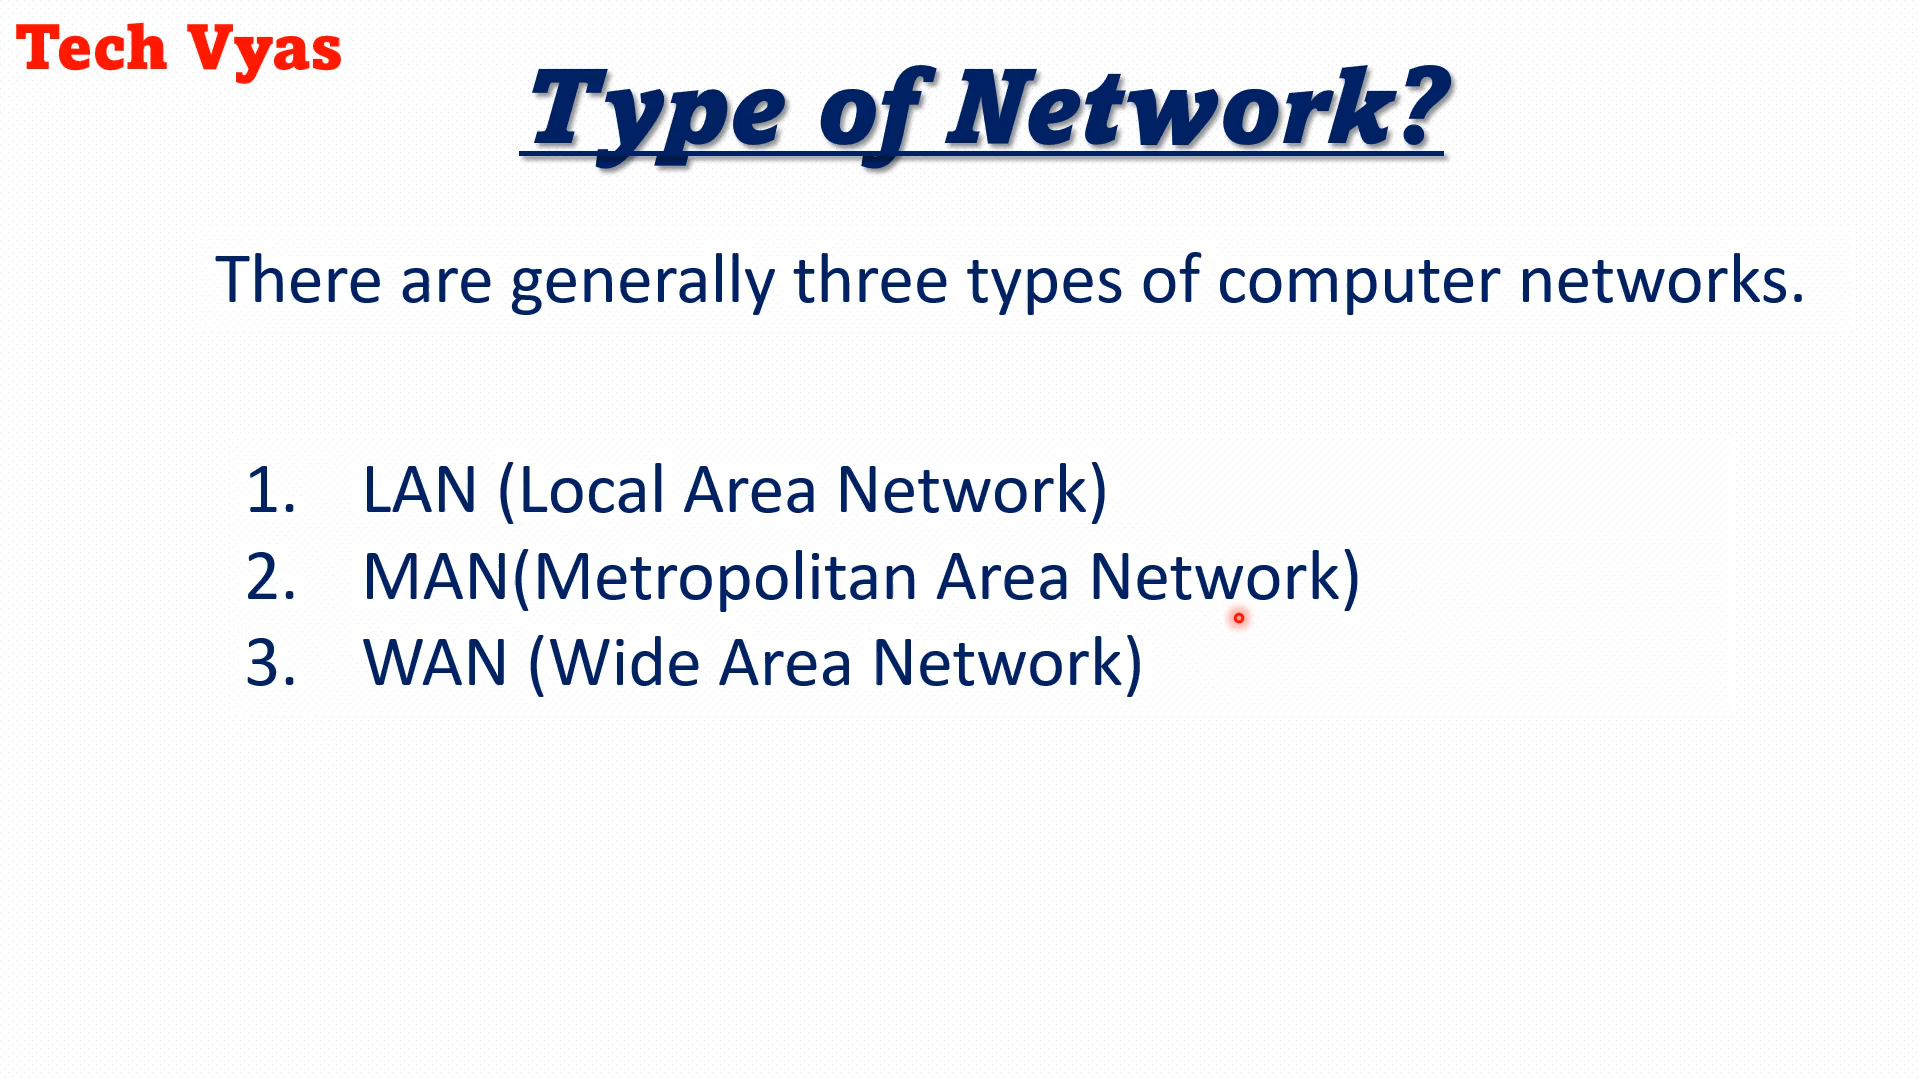 Tech Vyas
Type of Network?
There are generally three types of computer networks.
1. LAN (Local Area Network)
2. MAN(Metropolitan Area Network)
3. WAN (Wide Area Network)